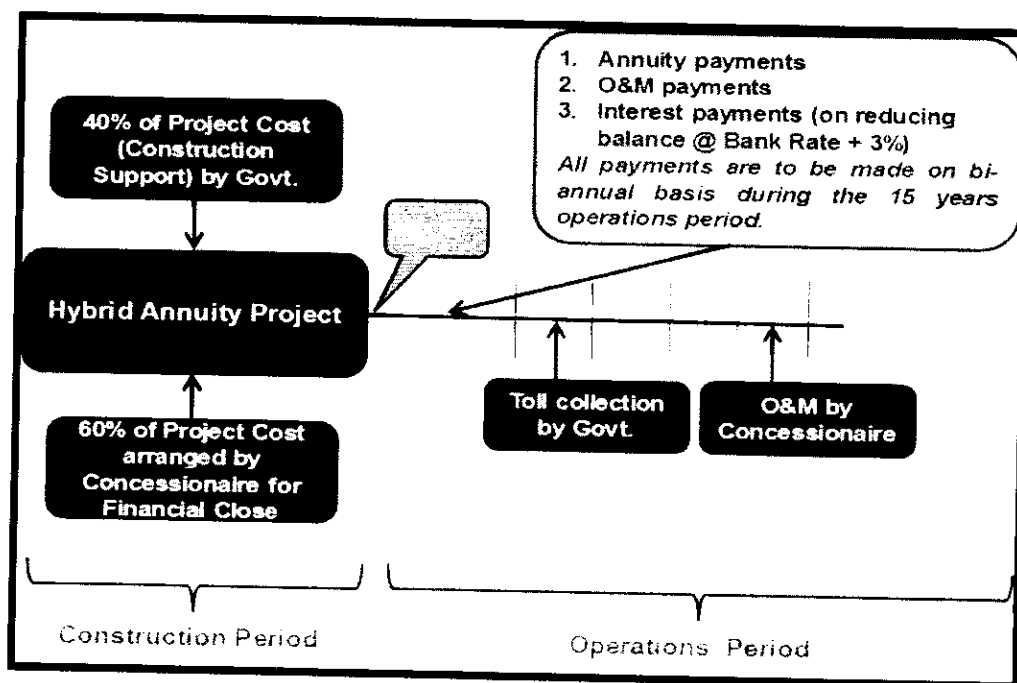 1. Annuity payments
2. O&M payments
3. Interest payments (on reducing
balance @ Bank Rate + 3%)
All payments are to be made on bi-
annual basis during the 15 years
operations period.
40% of Project Cost
(Construction
Support) by Govt.
Hybrid Annuity Project
Toll collection
by Govt.
O&M by
Concessionaire
60% of Project Cost
arranged by
Concessionaire for
Financial Close
Construction Period
Operations Period